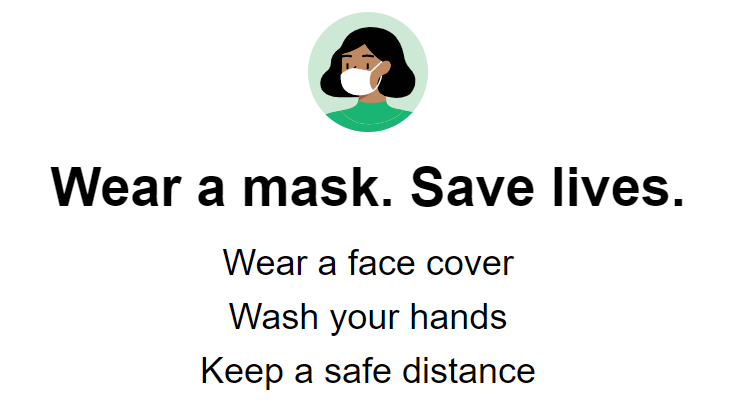 Wear a mask. Save lives.
Wear a face cover
Wash your hands
Keep a safe distance